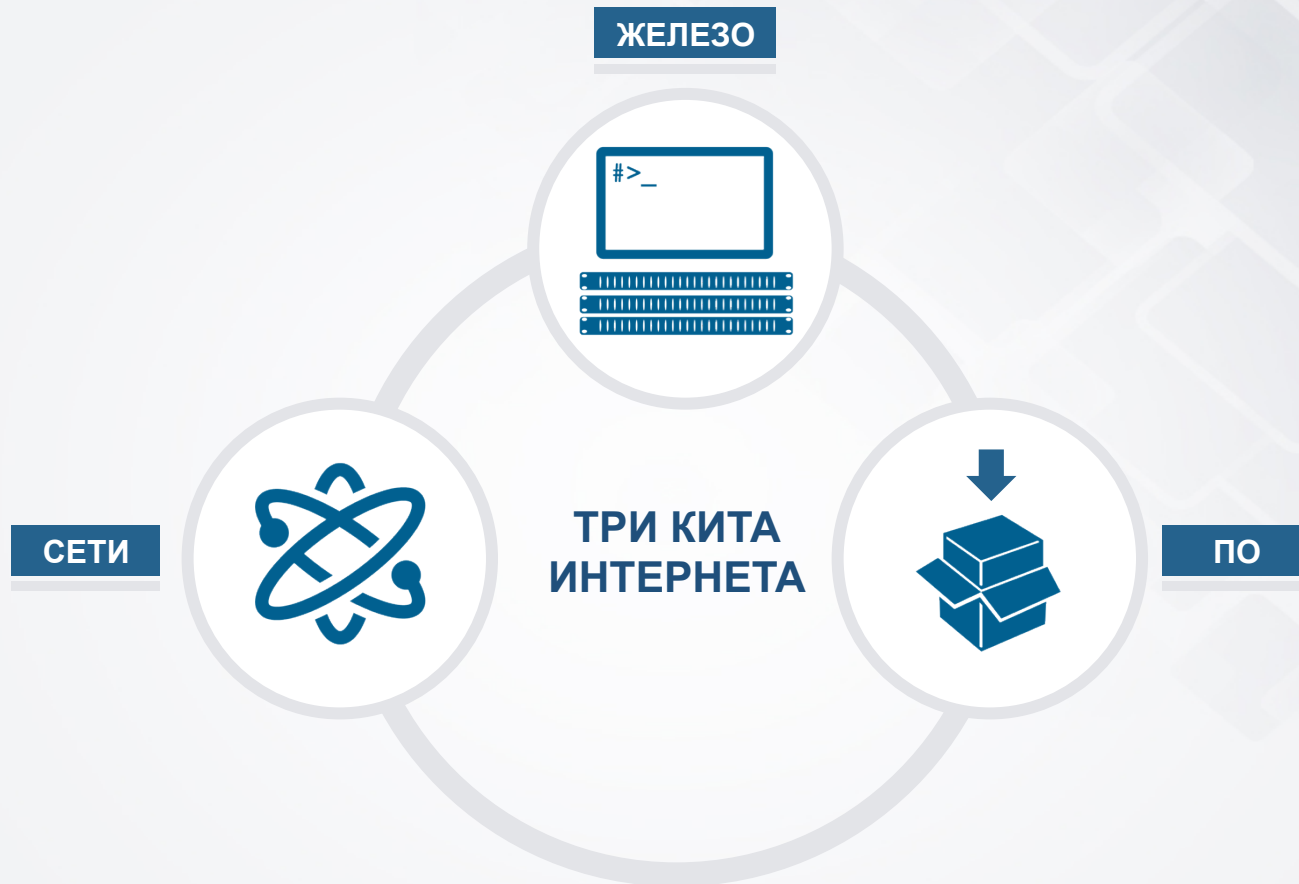 ЖЕЛЕЗО
#>_
СЕТИ
ТРИ КИТА
ИНТЕРНЕТА
ПО